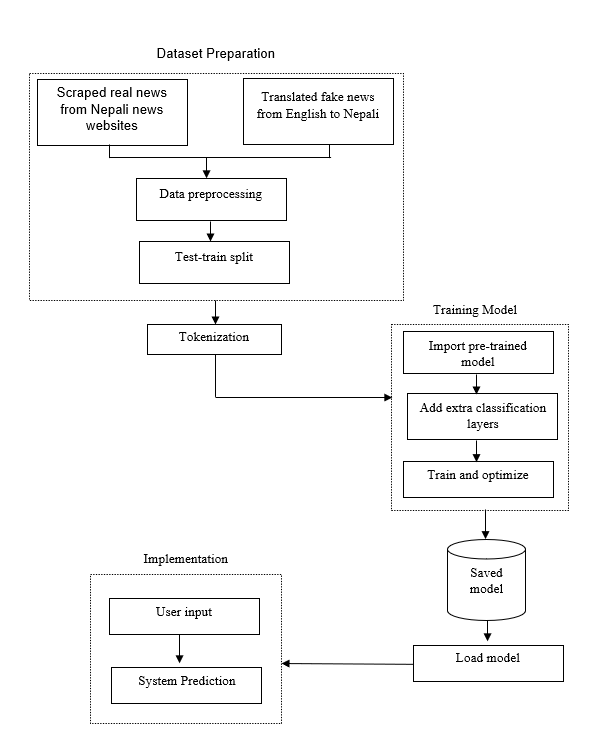 Dataset Preparation
Scraped real news
from Nepali news
websites
Translated fake news
from English to Nepali
Data preprocessing
Test-train split
Tokenization
Training Model
Import pre-trained
model
Add extra classification
layers
Train and optimize
Saved
model
Load model
Implementation
User input
System Prediction